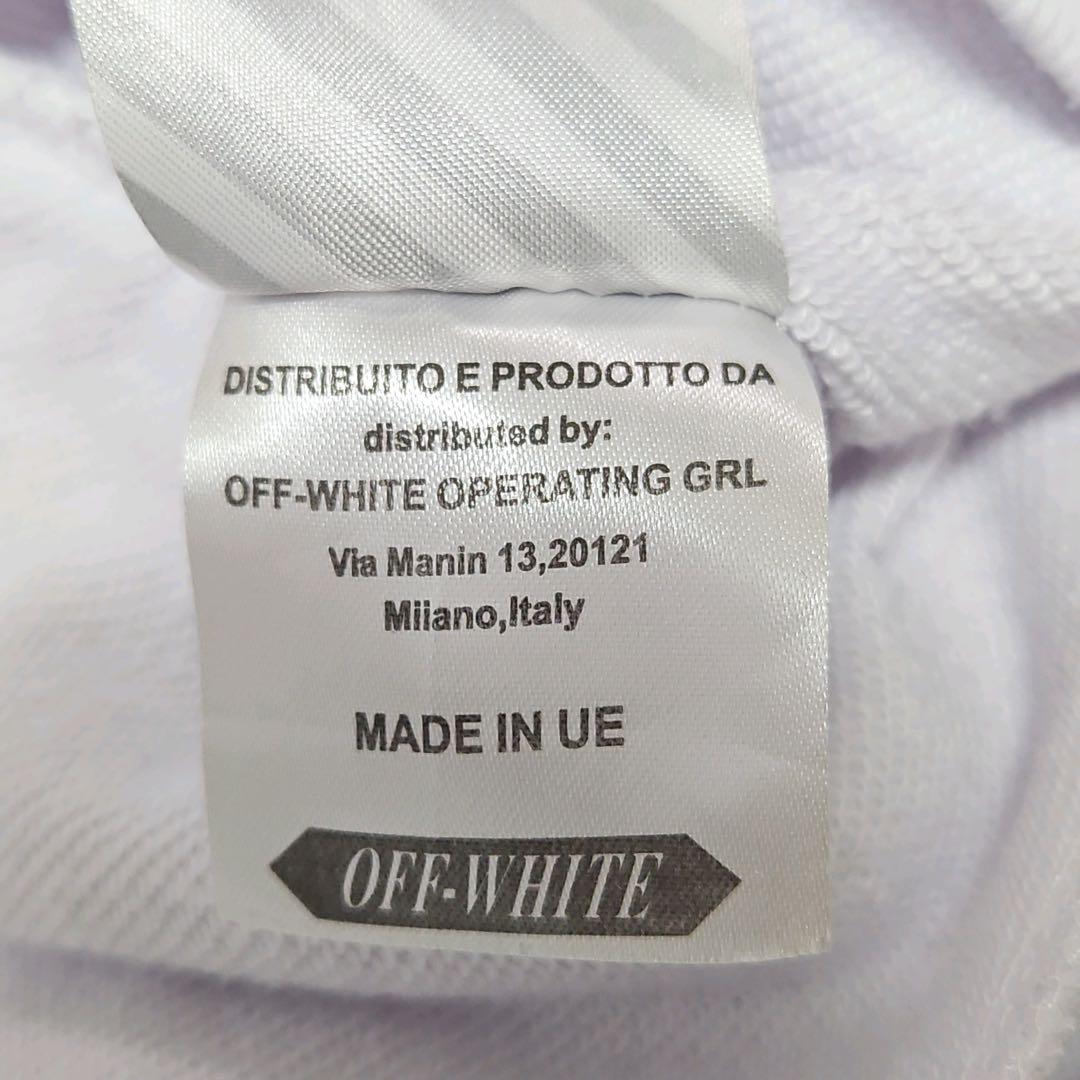 DISTRIBUITO E PRODOTTO DA
distributed by:
OFF-WHITE OPERATING GRL
Via Manin 13,20121
Miiano,Italy
MADE IN UE
OFF-WHITE